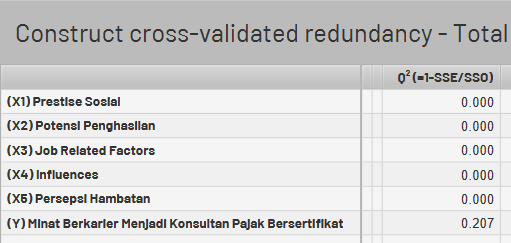 Construct cross-validated redundancy - Total
Q² (=1-SSE/SSO)
(X1) Prestise Sosial 0.000
(X2) Potensi Penghasilan 0.000
(X3) Job Related Factors 0.000
(X4) Influences 0.000
(X5) Persepsi Hambatan 0.000
(Y) Minat Berkarier Menjadi Konsultan Pajak Bersertifikat 0.207